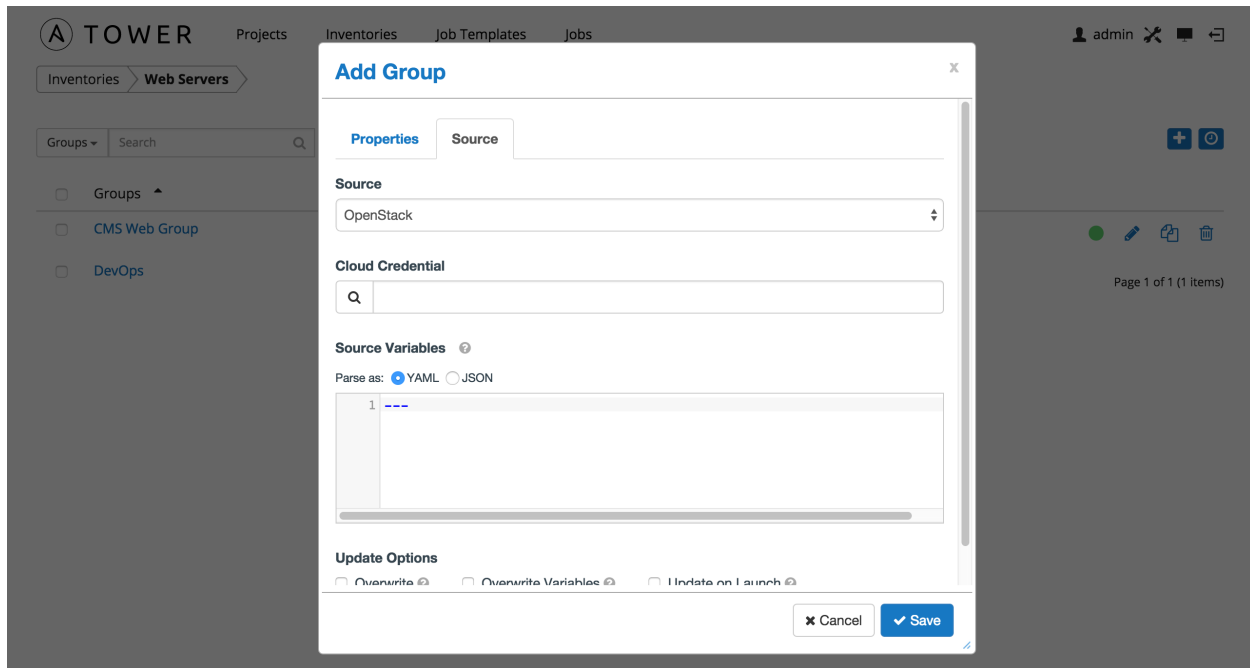 TOWER Projects Inventories Job Templates Jobs admin
Inventories Web Servers
Groups Search
Groups
CMS Web Group
DevOps
Page 1 of 1 (1 items)
Add Group x
Properties Source
Source
OpenStack
Cloud Credential
Source Variables ?
Parse as: YAML JSON
1 ---
Update Options
Overwrite ? Overwrite Variables ? Update on Launch ?
Cancel Save